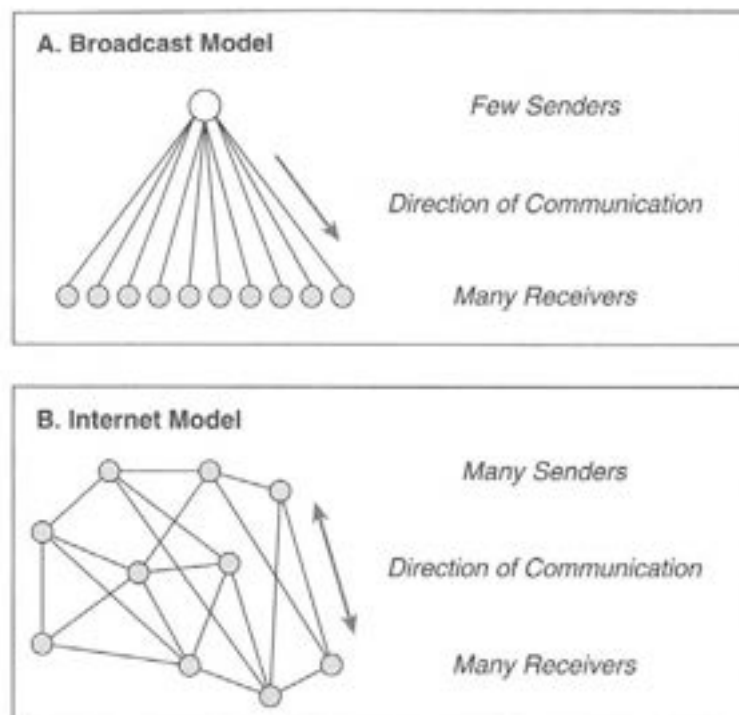 A. Broadcast Model
Few Senders
Direction of Communication
Many Receivers
B. Internet Model
Many Senders
Direction of Communication
Many Receivers